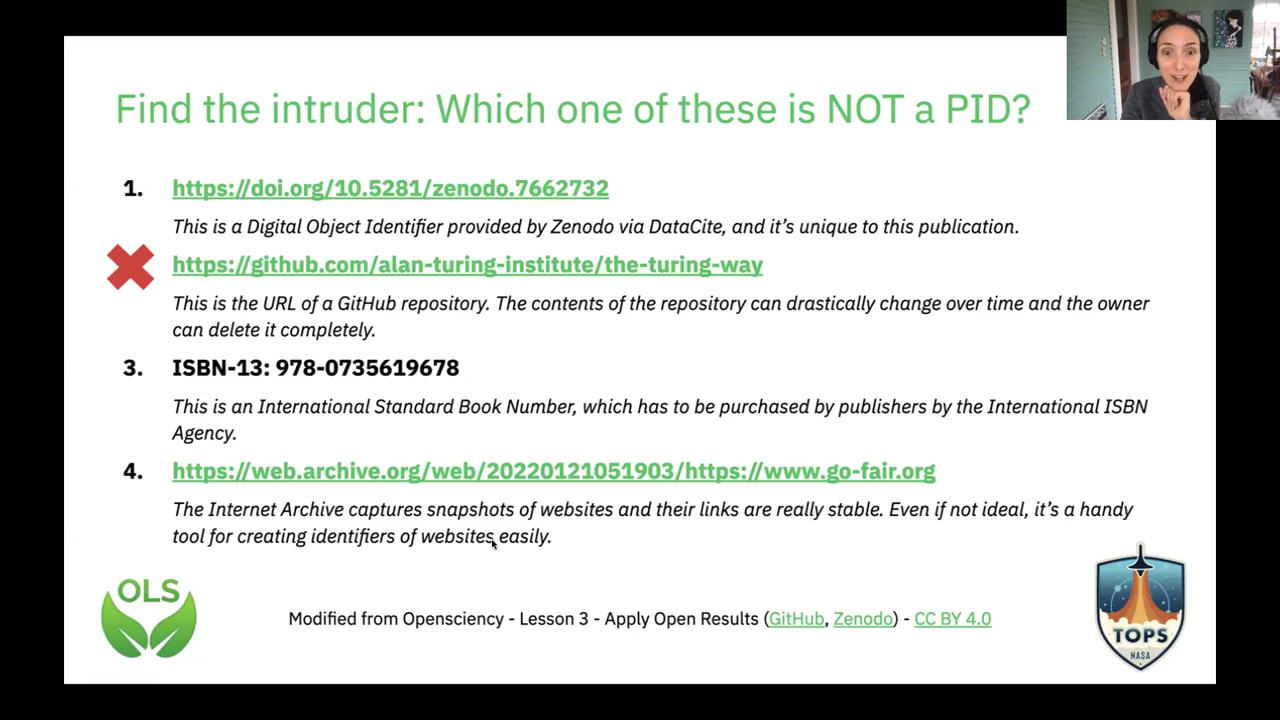 Find the intruder: Which one of these is NOT a PID?
1. https://doi.org/10.5281/zenodo.7662732
This is a Digital Object Identifier provided by Zenodo via DataCite, and it’s unique to this publication.
https://github.com/alan-turing-institute/the-turing-way
This is the URL of a GitHub repository. The contents of the repository can drastically change over time and the owner
can delete it completely.
3. ISBN-13: 978-0735619678
This is an International Standard Book Number, which has to be purchased by publishers by the International ISBN
Agency.
4. https://web.archive.org/web/20220121051903/https://www.go-fair.org
The Internet Archive captures snapshots of websites and their links are really stable. Even if not ideal, it’s a handy
tool for creating identifiers of websites easily.
OLS
Modified from Opensciency - Lesson 3 - Apply Open Results (GitHub, Zenodo) - CC BY 4.0
TOPS
NASA